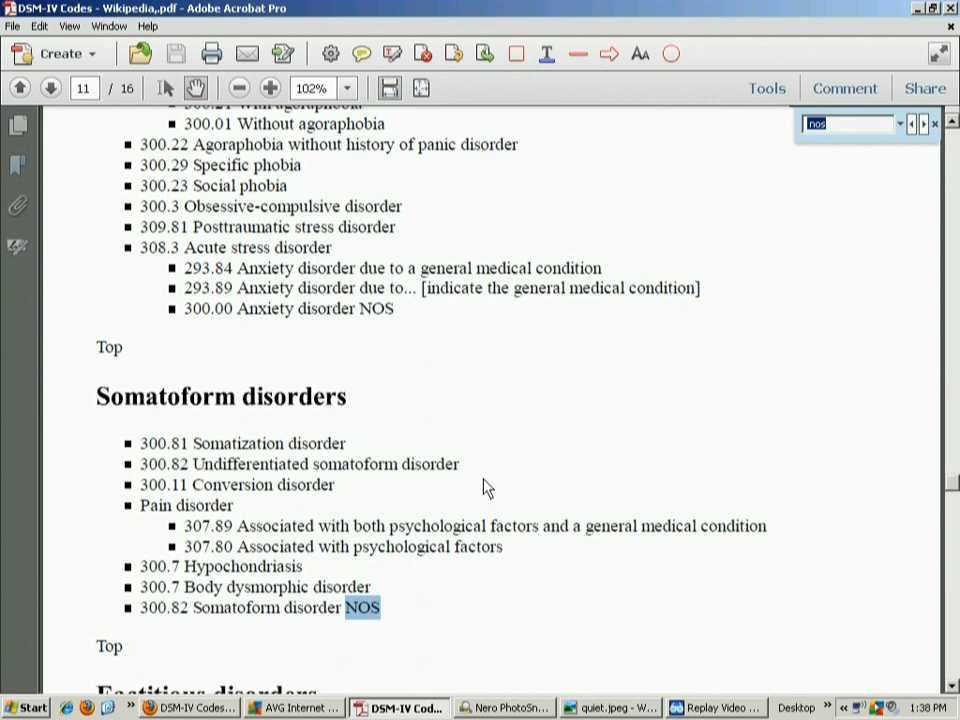 DSM-IV Codes - Wikipedia,.pdf - Adobe Acrobat Pro
File Edit View Window Help
Create
11 / 16 102% Tools Comment Share
nos
300.21 With agoraphobia
300.01 Without agoraphobia
300.22 Agoraphobia without history of panic disorder
300.29 Specific phobia
300.23 Social phobia
300.3 Obsessive-compulsive disorder
309.81 Posttraumatic stress disorder
308.3 Acute stress disorder
293.84 Anxiety disorder due to a general medical condition
293.89 Anxiety disorder due to... [indicate the general medical condition]
300.00 Anxiety disorder NOS
Top
Somatoform disorders
300.81 Somatization disorder
300.82 Undifferentiated somatoform disorder
300.11 Conversion disorder
Pain disorder
307.89 Associated with both psychological factors and a general medical condition
307.80 Associated with psychological factors
300.7 Hypochondriasis
300.7 Body dysmorphic disorder
300.82 Somatoform disorder NOS
Top
Factitious disorders
Start DSM-IV Codes... AVG Internet ... DSM-IV Cod... Nero PhotoSn... quiet.jpeg - W... Replay Video ... Desktop 1:38 PM